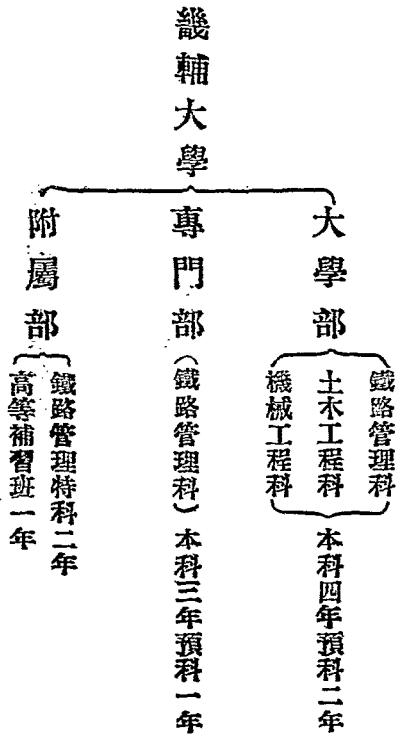 畿輔大學
大學部
鐵路管理科
土木工程科
機械工程科
本科四年預科二年
專門部
(鐵路管理科)本科三年預科一年
附屬部
鐵路管理特科二年
高等補習班一年